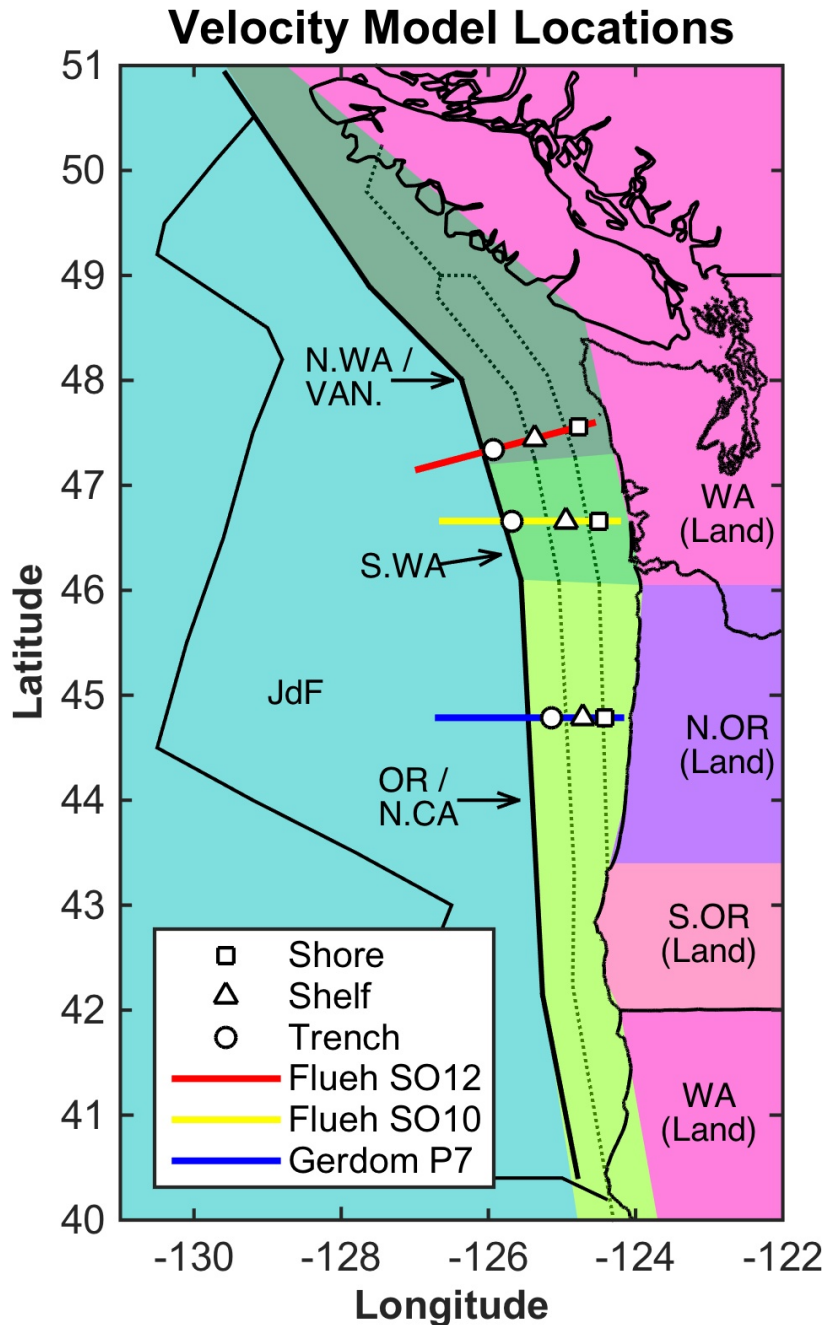 Velocity Model Locations
51
50
49
48
47
46
45
44
43
42
41
40
Latitude
N.WA /
VAN.
S.WA
JdF
OR /
N.CA
WA
(Land)
N.OR
(Land)
S.OR
(Land)
WA
(Land)
Shore
Shelf
Trench
Flueh SO12
Flueh SO10
Gerdom P7
-130
-128
-126
-124
-122
Longitude